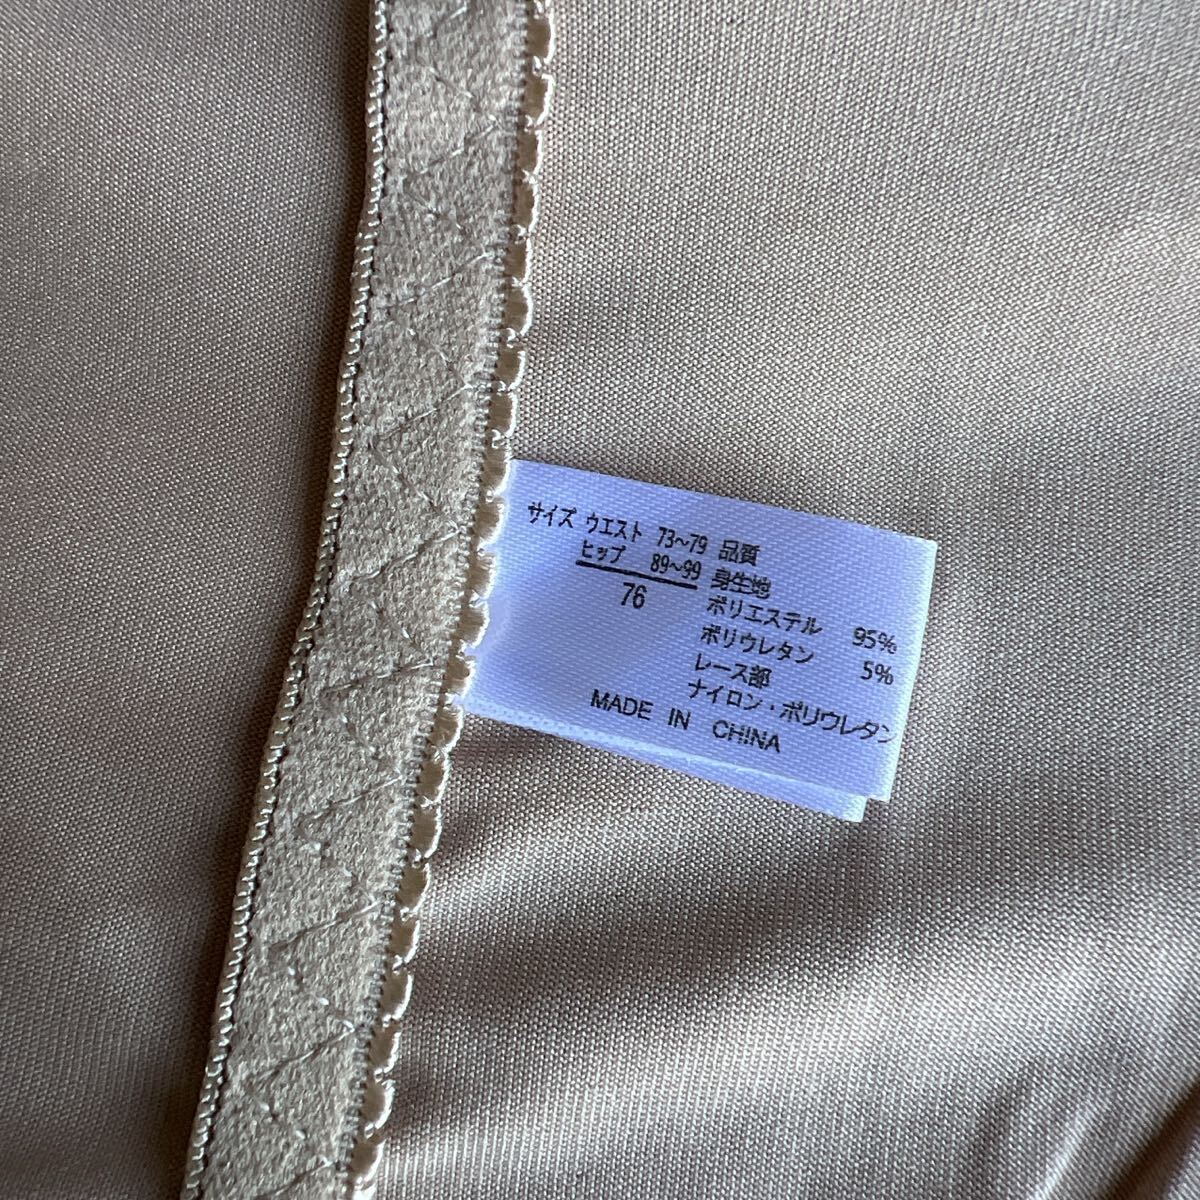 サイズ ウエスト 73~79
ヒップ 89~99
76
品質
身生地
ポリエステル 95%
ポリウレタン 5%
レース部
ナイロン・ポリウレタン
MADE IN CHINA